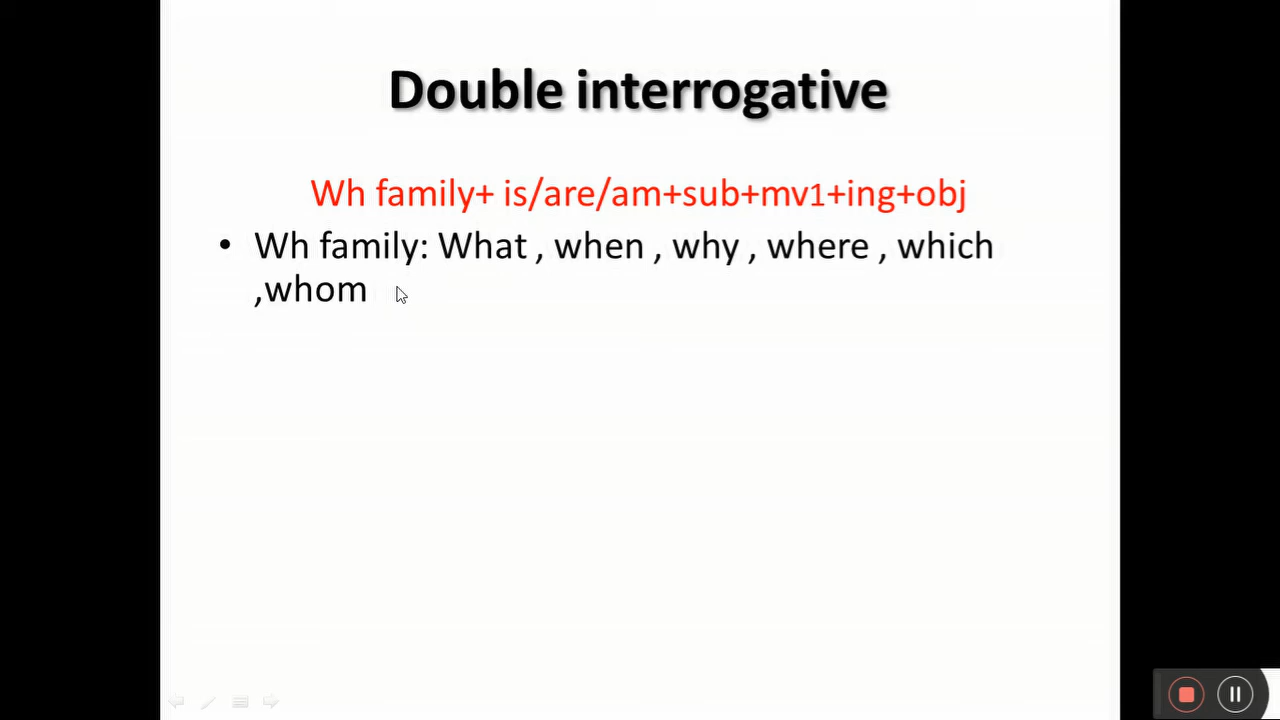 Double interrogative
Wh family+ is/are/am+sub+mv1+ing+obj
• Wh family: What , when , why , where , which
,whom